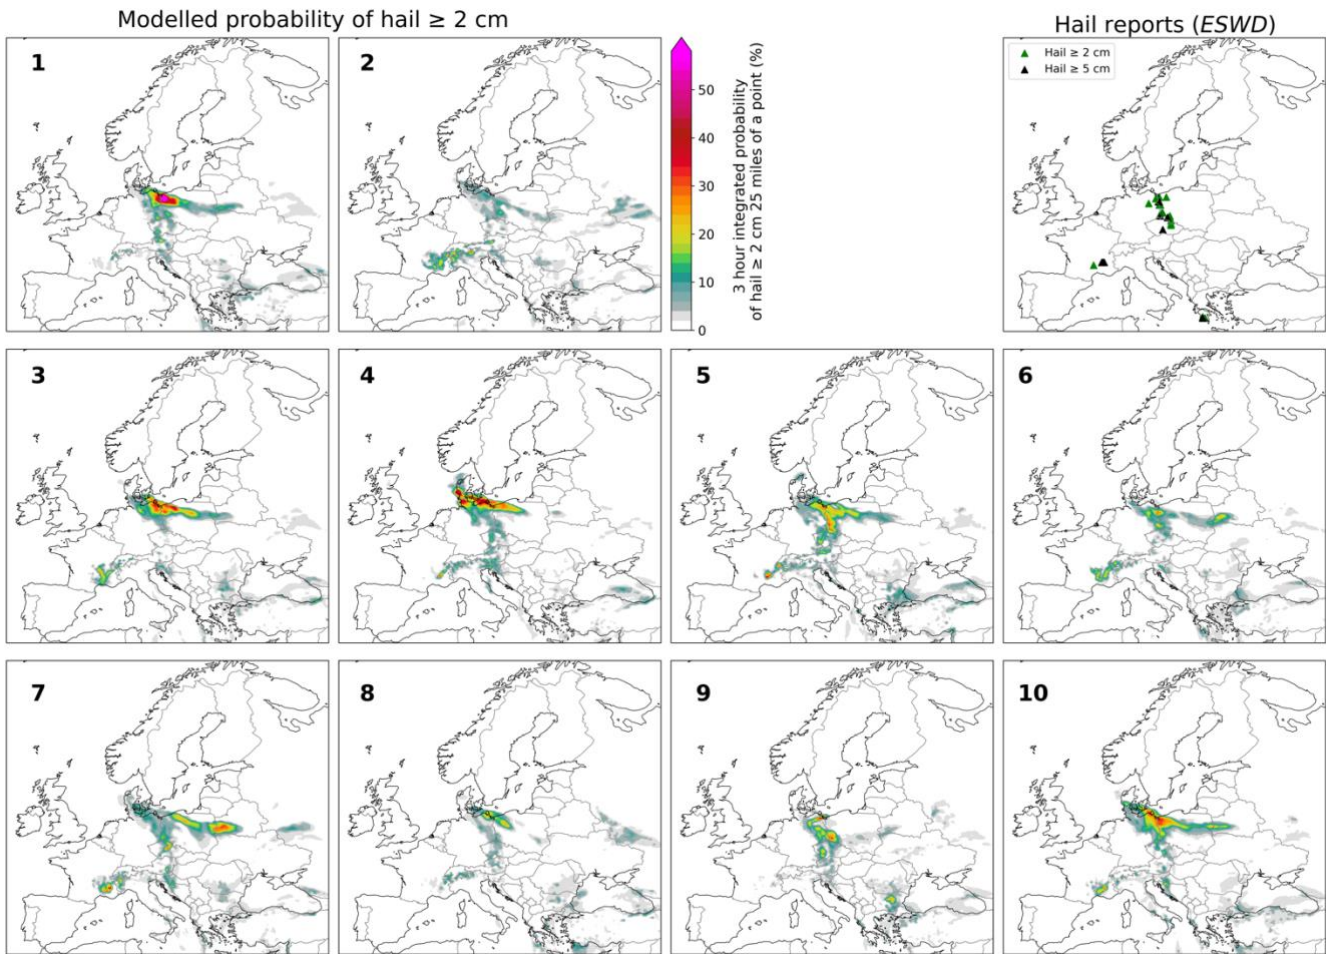 Modelled probability of hail ≥ 2 cm
Hail reports (ESWD)
1
2
50
40
30
20
10
0
3 hour integrated probability
of hail ≥ 2 cm 25 miles of a point (%)
Hail ≥ 2 cm
Hail ≥ 5 cm
3
4
5
6
7
8
9
10